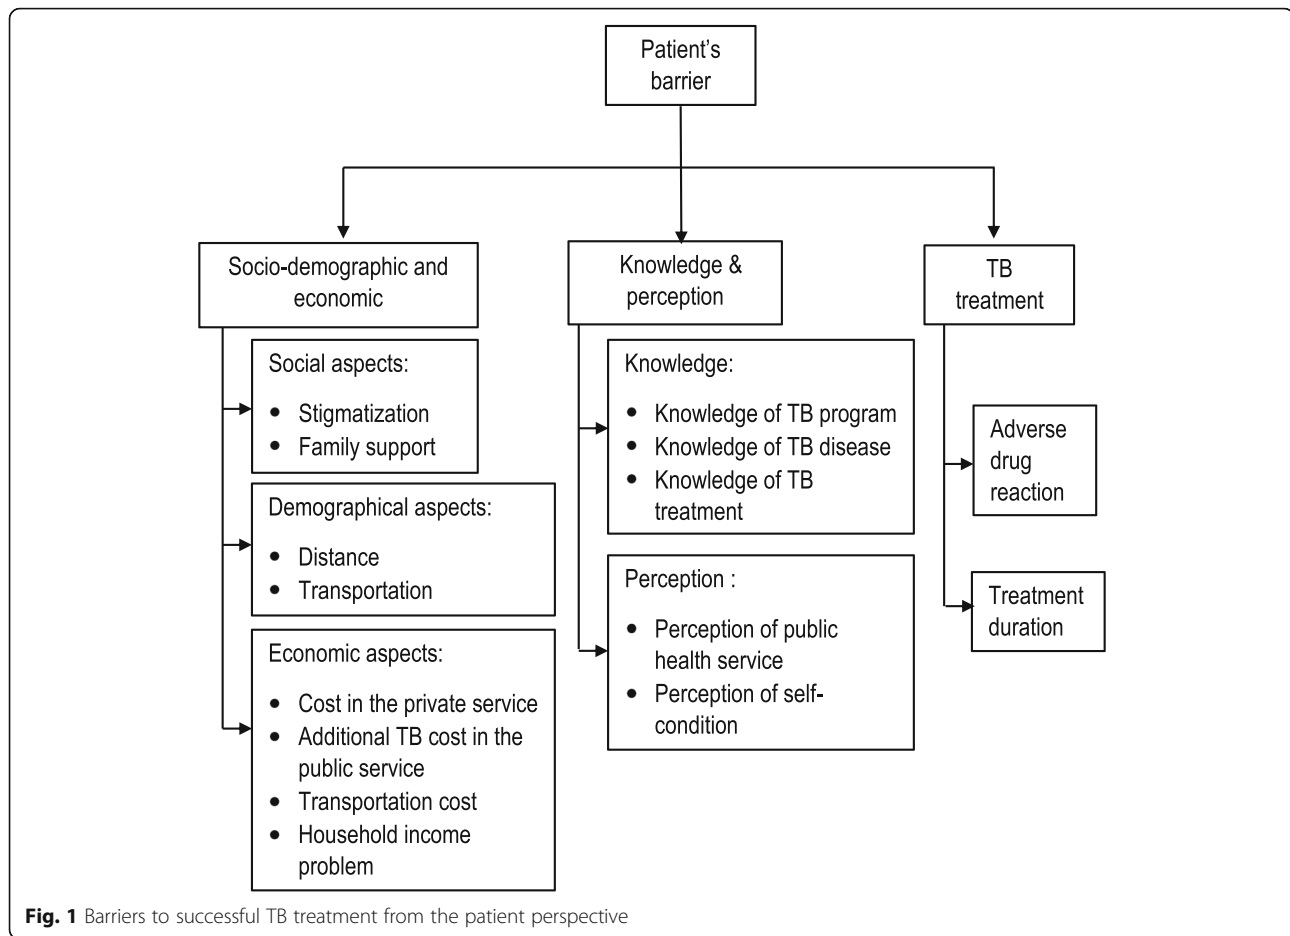 Patient's
barrier
Socio-demographic and
economic
Social aspects:
• Stigmatization
• Family support
Demographical aspects:
• Distance
• Transportation
Economic aspects:
• Cost in the private service
• Additional TB cost in the
public service
• Transportation cost
• Household income
problem
Knowledge &
perception
Knowledge:
• Knowledge of TB program
• Knowledge of TB disease
• Knowledge of TB
treatment
Perception :
• Perception of public
health service
• Perception of self-
condition
TB
treatment
Adverse
drug
reaction
Treatment
duration
Fig. 1 Barriers to successful TB treatment from the patient perspective